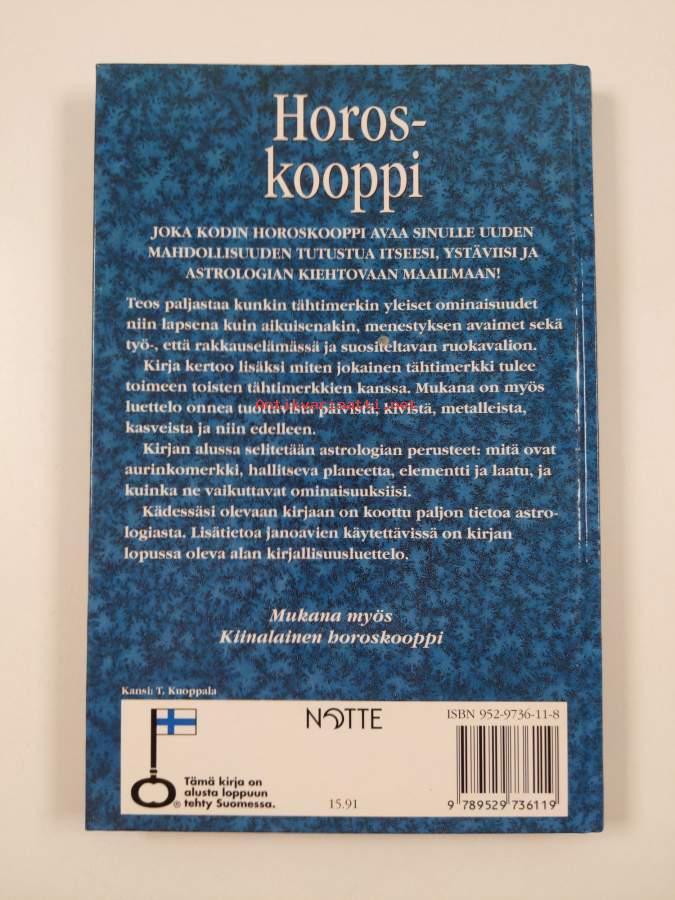 Horos-
kooppi
JOKA KODIN HOROSKOOPPI AVAA SINULLE UUDEN
MAHDOLLISUUDEN TUTUSTUA ITSEESI, YSTÄVIISI JA
ASTROLOGIAN KIEHTOVAAN MAAILMAAN!
Teos paljastaa kunkin tähtimerkin yleiset ominaisuudet
niin lapsena kuin aikuisenakin, menestyksen avaimet sekä
työ-, että rakkauselämässä ja suositeltavan ruokavalion.
Kirja kertoo lisäksi miten jokainen tähtimerkki tulee
toimeen toisten tähtimerkkien kanssa. Mukana on myös
luettelo onnea tuottavista päivistä, kivistä, metalleista,
Antikvariaatti.net
kasveista ja niin edelleen.
Kirjan alussa selitetään astrologian perusteet: mitä ovat
aurinkomerkki, hallitseva planeetta, elementti ja laatu, ja
kuinka ne vaikuttavat ominaisuuksiisi.
Kädessäsi olevaan kirjaan on koottu paljon tietoa astro-
logiasta. Lisätietoa janoavien käytettävissä on kirjan
lopussa oleva alan kirjallisuusluettelo.
Mukana myös
Kiinalainen horoskooppi
Kansi: T. Kuoppala
NOTTE
ISBN 952-9736-11-8
Tämä kirja on
alusta loppuun
® tehty Suomessa.
15.91
9 789529 736119